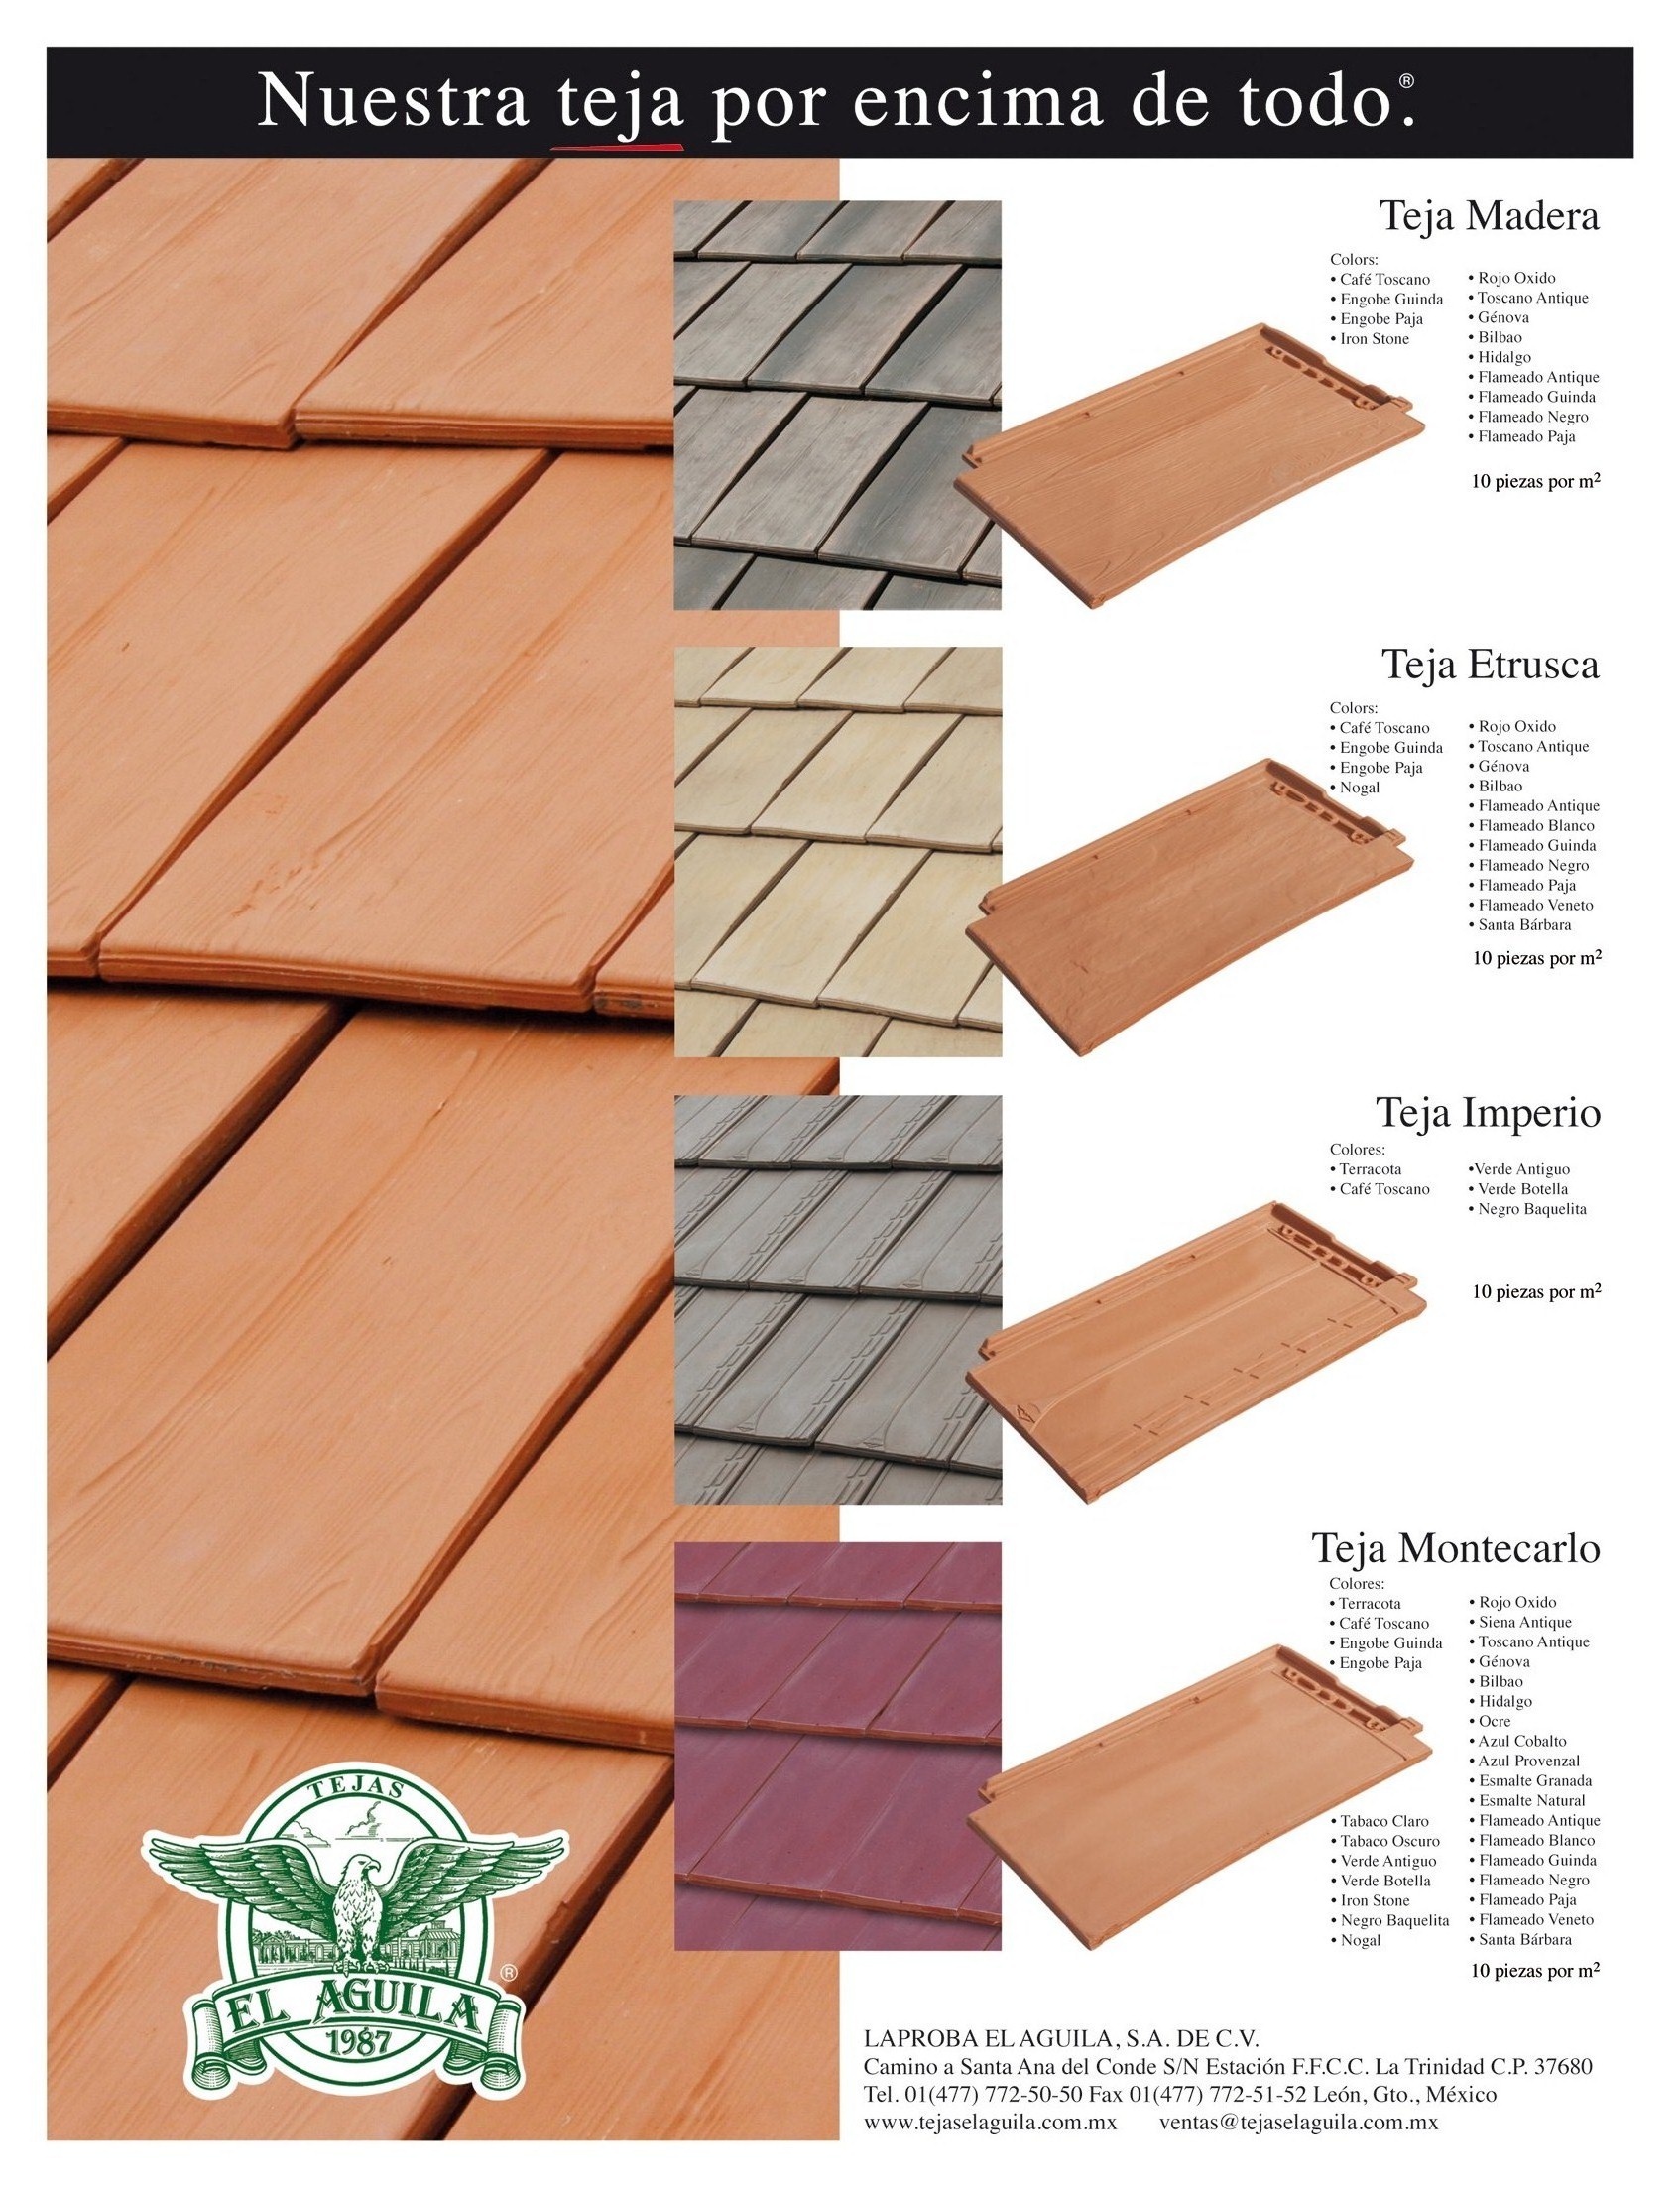 Nuestra teja por encima de todo.®
Teja Madera
Colors:
• Café Toscano
• Engobe Guinda
• Engobe Paja
• Iron Stone
• Rojo Oxido
• Toscano Antique
• Génova
• Bilbao
• Hidalgo
• Flameado Antique
• Flameado Guinda
• Flameado Negro
• Flameado Paja
10 piezas por m²
Teja Etrusca
Colors:
• Café Toscano
• Engobe Guinda
• Engobe Paja
• Nogal
• Rojo Oxido
• Toscano Antique
• Génova
• Bilbao
• Flameado Antique
• Flameado Blanco
• Flameado Guinda
• Flameado Negro
• Flameado Paja
• Flameado Veneto
• Santa Bárbara
10 piezas por m²
Teja Imperio
Colores:
• Terracota
• Café Toscano
•Verde Antiguo
• Verde Botella
• Negro Baquelita
10 piezas por m²
Teja Montecarlo
Colores:
• Terracota
• Café Toscano
• Engobe Guinda
• Engobe Paja
• Tabaco Claro
• Tabaco Oscuro
• Verde Antiguo
• Verde Botella
• Iron Stone
• Negro Baquelita
• Nogal
• Rojo Oxido
• Siena Antique
• Toscano Antique
• Génova
• Bilbao
• Hidalgo
• Ocre
• Azul Cobalto
• Azul Provenzal
• Esmalte Granada
• Esmalte Natural
• Flameado Antique
• Flameado Blanco
• Flameado Guinda
• Flameado Negro
• Flameado Paja
• Flameado Veneto
• Santa Bárbara
10 piezas por m²
TEJAS
EL AGUILA ®
1987
LAPROBA EL AGUILA, S.A. DE C.V.
Camino a Santa Ana del Conde S/N Estación F.F.C.C. La Trinidad C.P. 37680
Tel. 01(477) 772-50-50 Fax 01(477) 772-51-52 León, Gto., México
www.tejaselaguila.com.mx ventas@tejaselaguila.com.mx